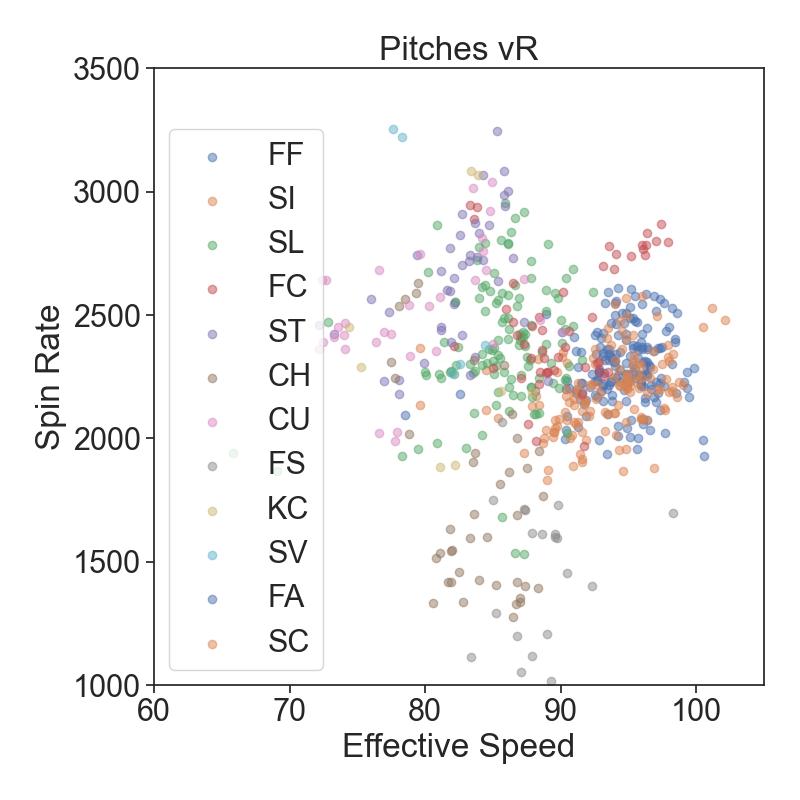 Pitches vR
3500
3000
2500
2000
1500
1000
Spin Rate
FF
SI
SL
FC
ST
CH
CU
FS
KC
SV
FA
SC
60 70 80 90 100
Effective Speed